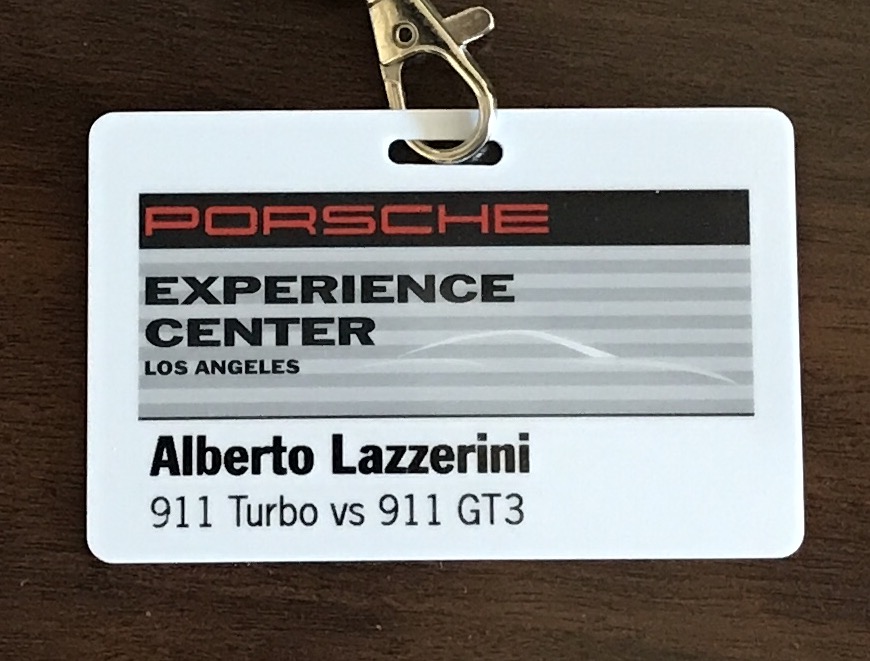 PORSCHE
EXPERIENCE
CENTER
LOS ANGELES
Alberto Lazzerini
911 Turbo vs 911 GT3